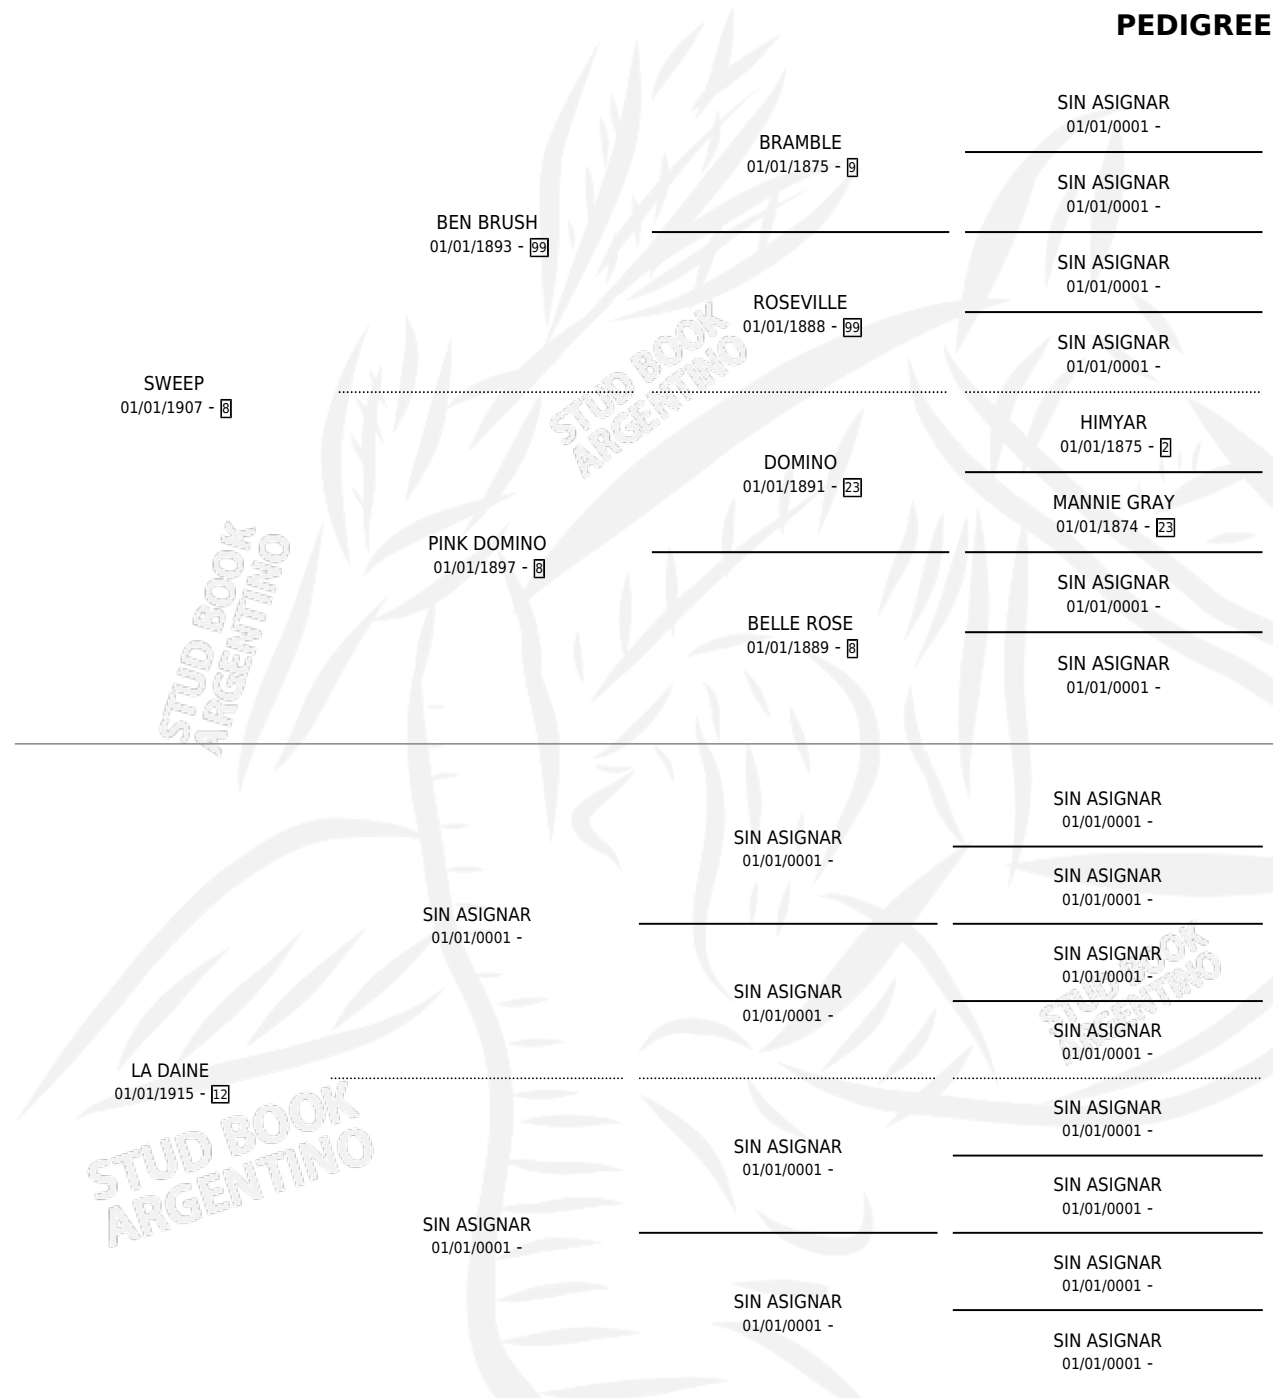 PEDIGREE
SIN ASIGNAR
01/01/0001 -
BRAMBLE
01/01/1875 - 9
SIN ASIGNAR
01/01/0001 -
BEN BRUSH
01/01/1893 - 99
SIN ASIGNAR
01/01/0001 -
ROSEVILLE
01/01/1888 - 99
SIN ASIGNAR
01/01/0001 -
SWEEP
01/01/1907 - 8
HIMYAR
01/01/1875 - 2
DOMINO
01/01/1891 - 23
MANNIE GRAY
01/01/1874 - 23
PINK DOMINO
01/01/1897 - 8
SIN ASIGNAR
01/01/0001 -
BELLE ROSE
01/01/1889 - 8
SIN ASIGNAR
01/01/0001 -
STUD BOOK
ARGENTINO
STUD BOOK
ARGENTINO
SIN ASIGNAR
01/01/0001 -
SIN ASIGNAR
01/01/0001 -
SIN ASIGNAR
01/01/0001 -
SIN ASIGNAR
01/01/0001 -
SIN ASIGNAR
01/01/0001 -
SIN ASIGNAR
01/01/0001 -
SIN ASIGNAR
01/01/0001 -
LA DAINE
01/01/1915 - 12
SIN ASIGNAR
01/01/0001 -
SIN ASIGNAR
01/01/0001 -
SIN ASIGNAR
01/01/0001 -
SIN ASIGNAR
01/01/0001 -
SIN ASIGNAR
01/01/0001 -
SIN ASIGNAR
01/01/0001 -
SIN ASIGNAR
01/01/0001 -
STUD BOOK
ARGENTINO
STUD BOOK
ARGENTINO